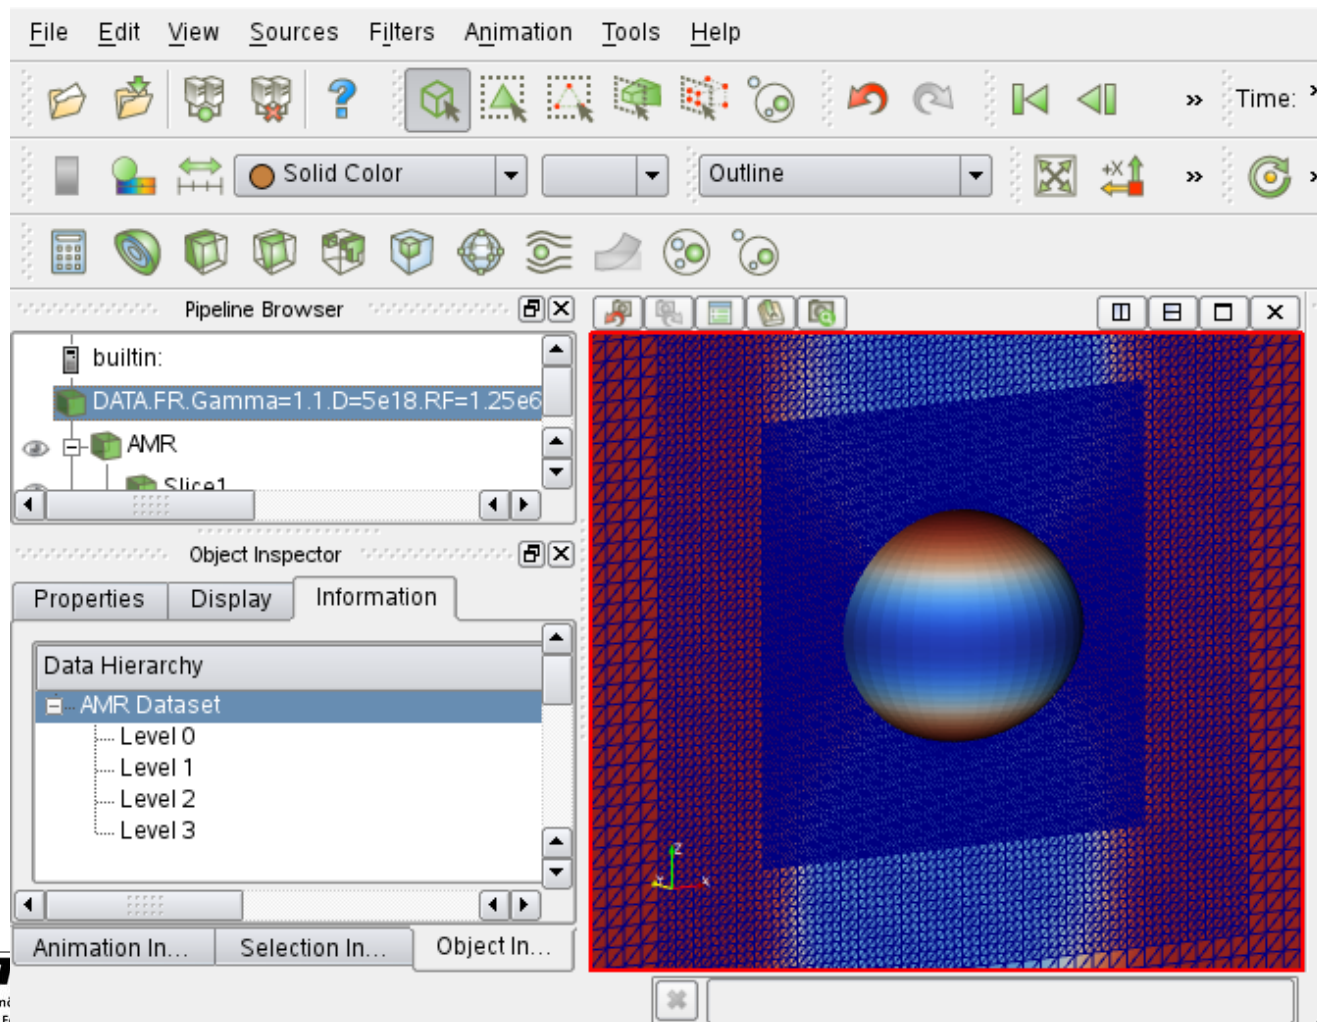 File Edit View Sources Filters Animation Tools Help
Time:
Solid Color Outline
+X
Pipeline Browser
builtin:
DATA.FR.Gamma=1.1.D=5e18.RF=1.25e6
AMR
Slice1
Object Inspector
Properties Display Information
Data Hierarchy
AMR Dataset
Level 0
Level 1
Level 2
Level 3
Z
Y X
Animation In... Selection In... Object In...